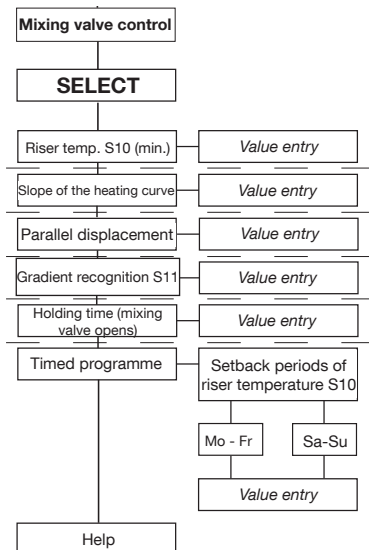 Mixing valve control
SELECT
Riser temp. S10 (min.)
Value entry
Slope of the heating curve
Value entry
Parallel displacement
Value entry
Gradient recognition S11
Value entry
Holding time (mixing
valve opens)
Value entry
Timed programme
Setback periods of
riser temperature S10
Mo - Fr
Sa-Su
Value entry
Help